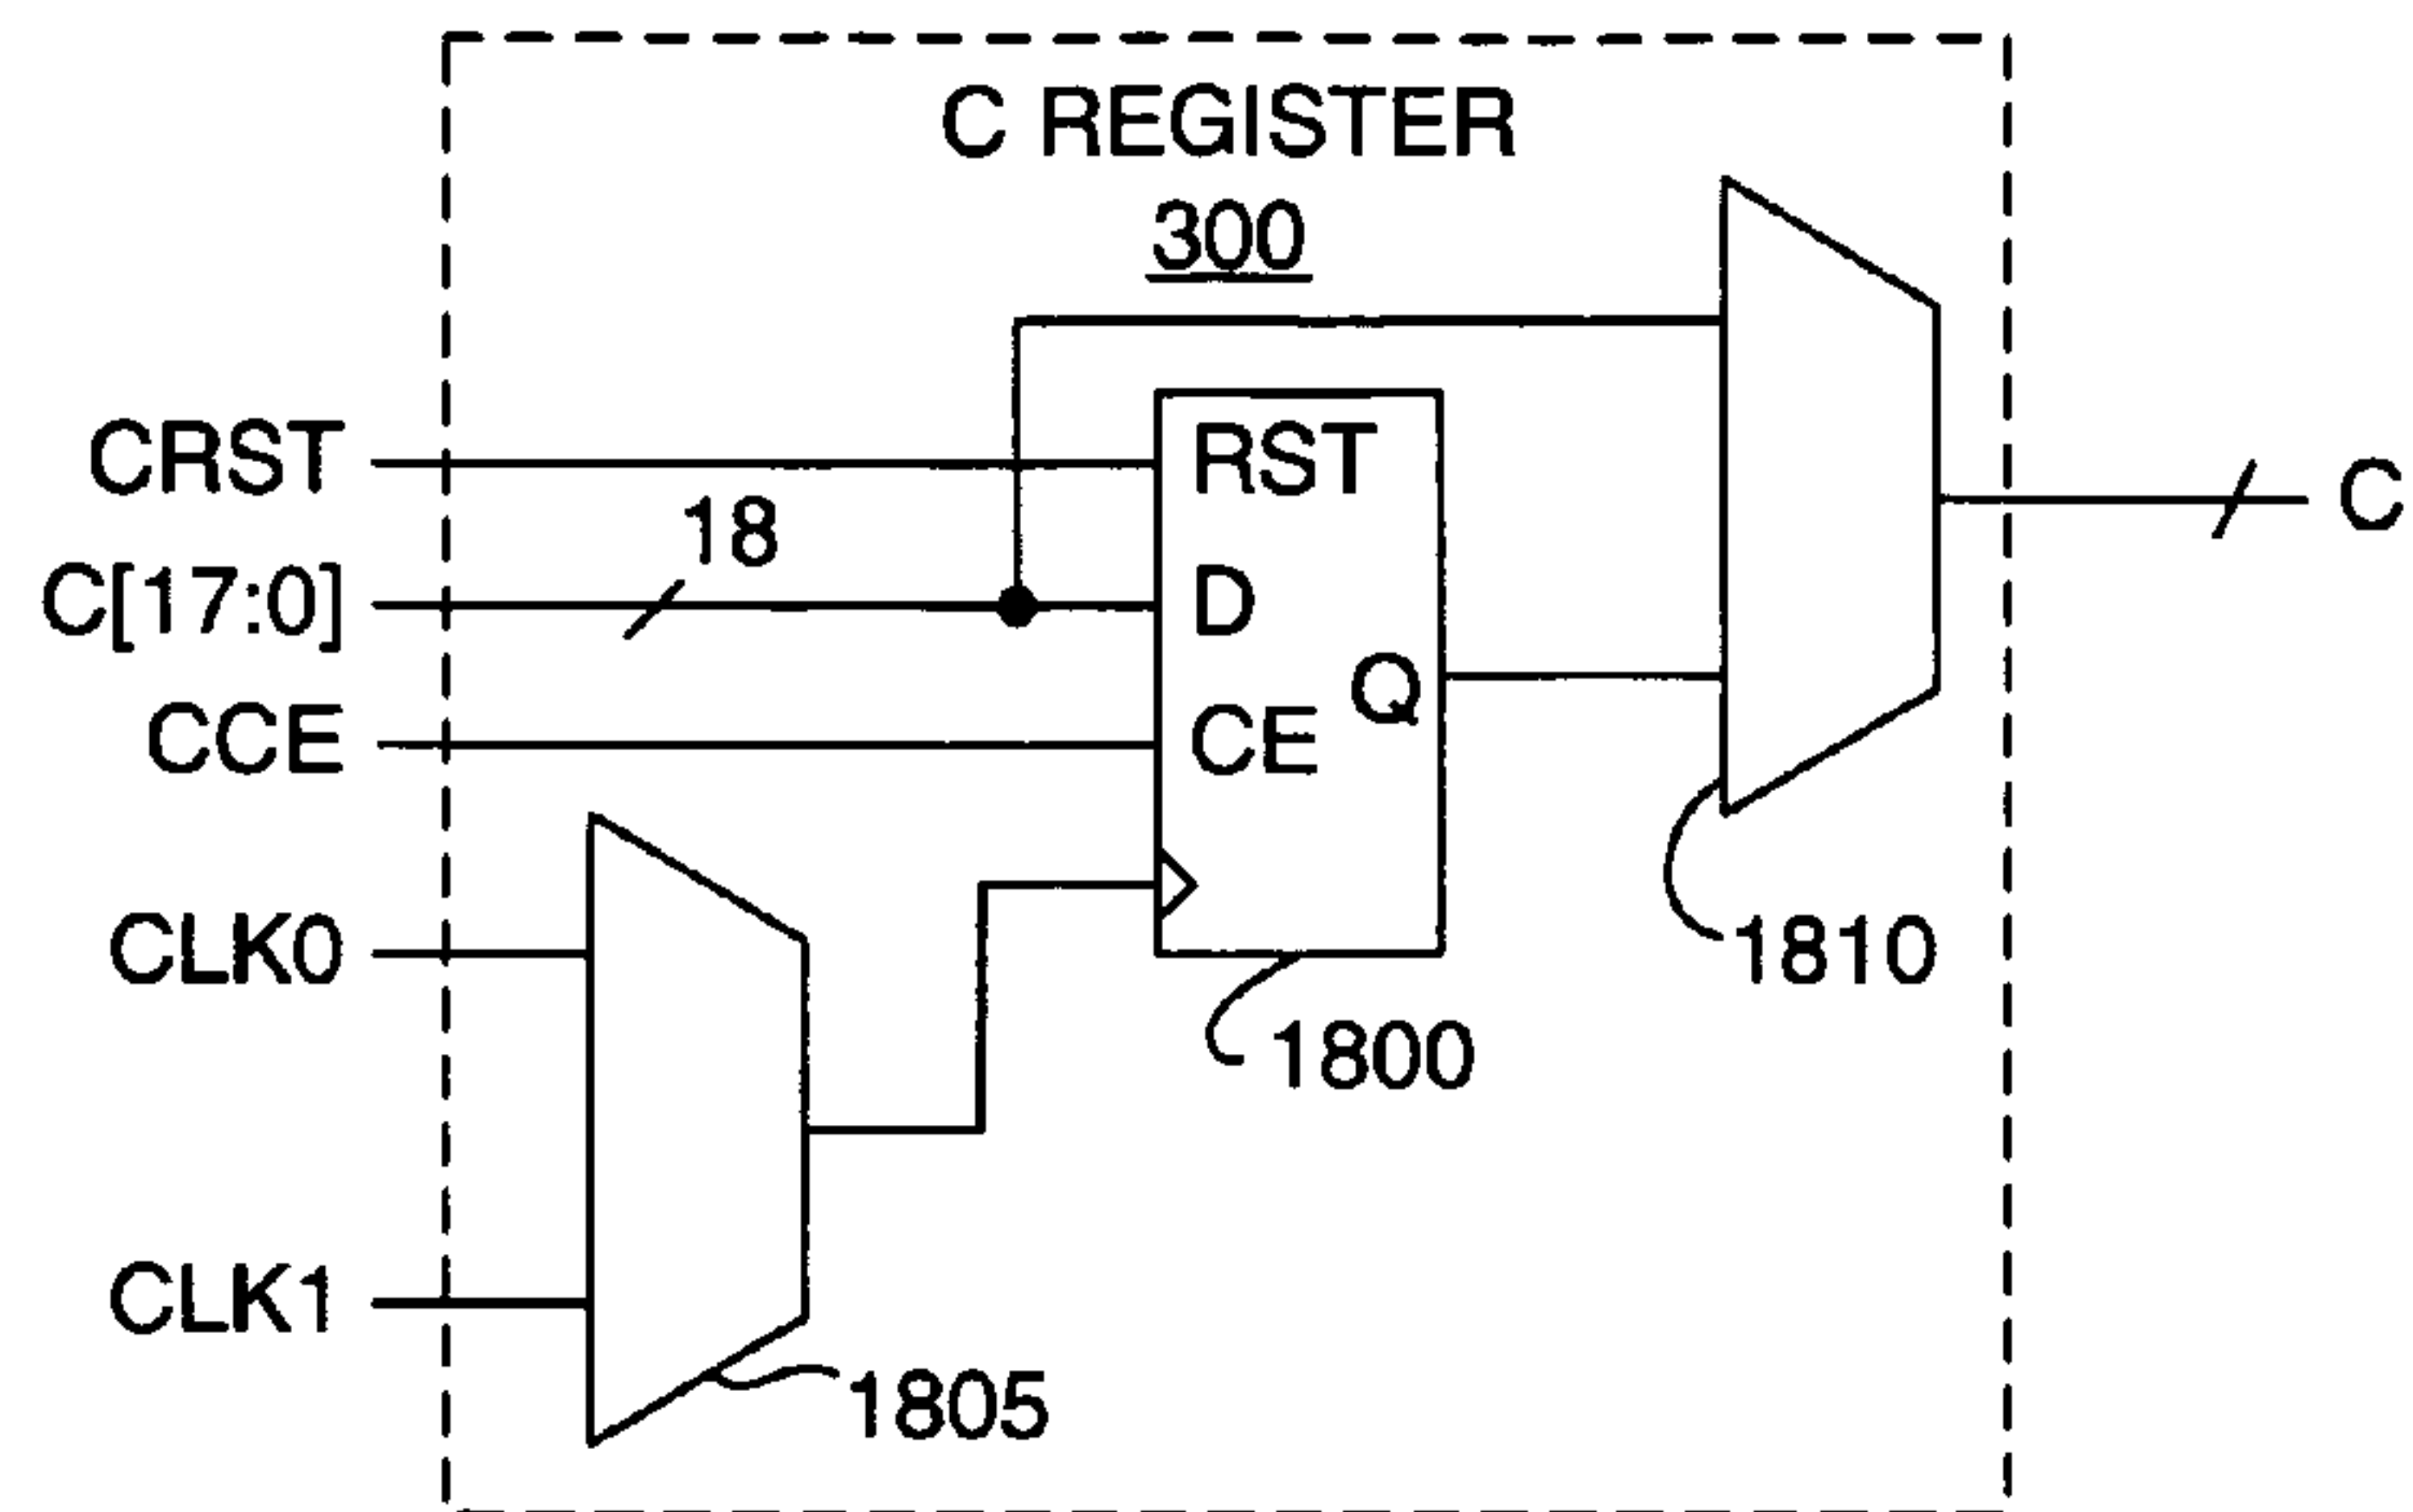 C REGISTER
300
CRST
18
C[17:0]
CCE
CLK0
CLK1
RST
D
CE
Q
C
1810
1800
1805